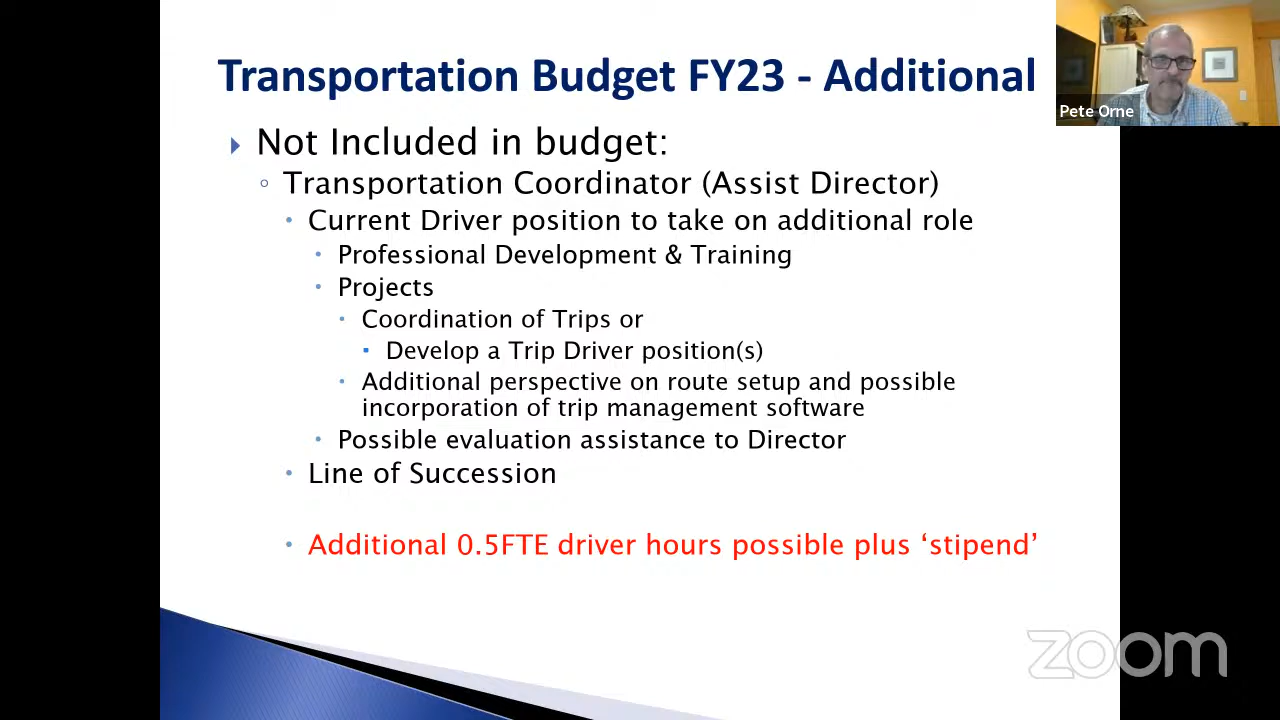 Transportation Budget FY23 - Additional
Pete Orne
Not Included in budget:
Transportation Coordinator (Assist Director)
Current Driver position to take on additional role
Professional Development & Training
Projects
Coordination of Trips or
Develop a Trip Driver position(s)
Additional perspective on route setup and possible
incorporation of trip management software
Possible evaluation assistance to Director
Line of Succession
Additional 0.5FTE driver hours possible plus ‘stipend’
zoom